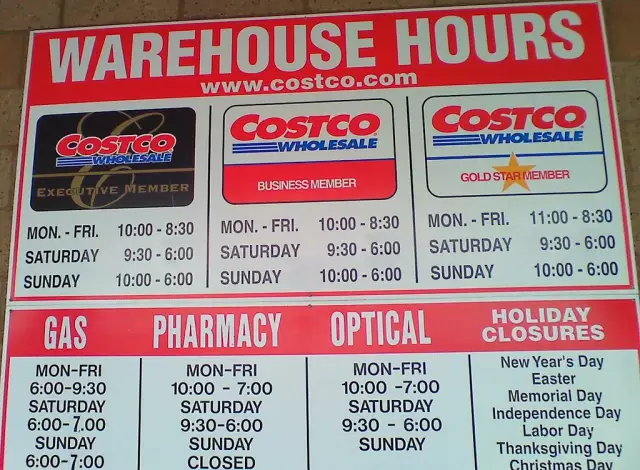 WAREHOUSE HOURS
www.costco.com
COSTCO
WHOLESALE
EXECUTIVE MEMBER
MON. - FRI. 10:00 - 8:30
SATURDAY 9:30 - 6:00
SUNDAY 10:00 - 6:00
COSTCO
WHOLESALE
BUSINESS MEMBER
MON. - FRI. 10:00 - 8:30
SATURDAY 9:30 - 6:00
SUNDAY 10:00 - 6:00
COSTCO
WHOLESALE
GOLD STAR MEMBER
MON. - FRI. 11:00 - 8:30
SATURDAY 9:30 - 6:00
SUNDAY 10:00 - 6:00
GAS
MON-FRI
6:00-9:30
SATURDAY
6:00-7.00
SUNDAY
6:00-7:00
PHARMACY
MON-FRI
10:00 - 7:00
SATURDAY
9:30-6:00
SUNDAY
CLOSED
OPTICAL
MON-FRI
10:00 -7:00
SATURDAY
9:30 - 6:00
SUNDAY
HOLIDAY
CLOSURES
New Year's Day
Easter
Memorial Day
Independence Day
Labor Day
Thanksgiving Day
Christmas Day